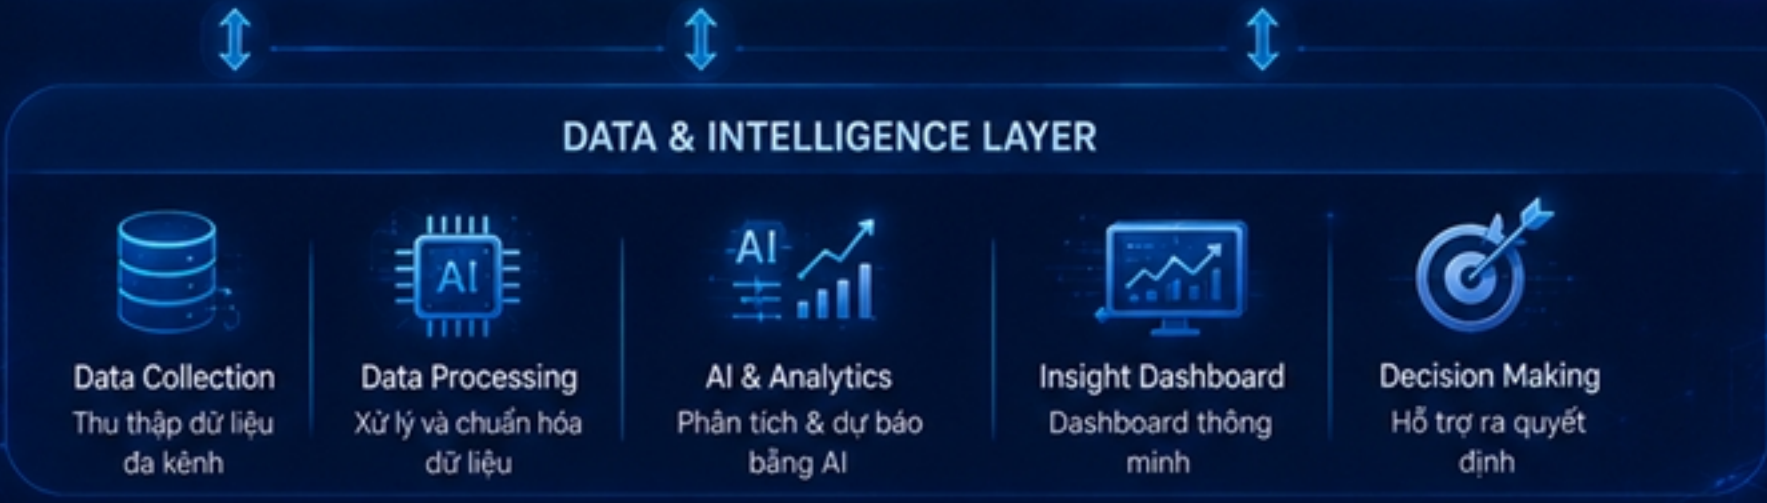 DATA & INTELLIGENCE LAYER
AI
AI
Data Collection
Thu thập dữ liệu
đa kênh
Data Processing
Xử lý và chuẩn hóa
dữ liệu
AI & Analytics
Phân tích & dự báo
bằng AI
Insight Dashboard
Dashboard thông
minh
Decision Making
Hỗ trợ ra quyết
định